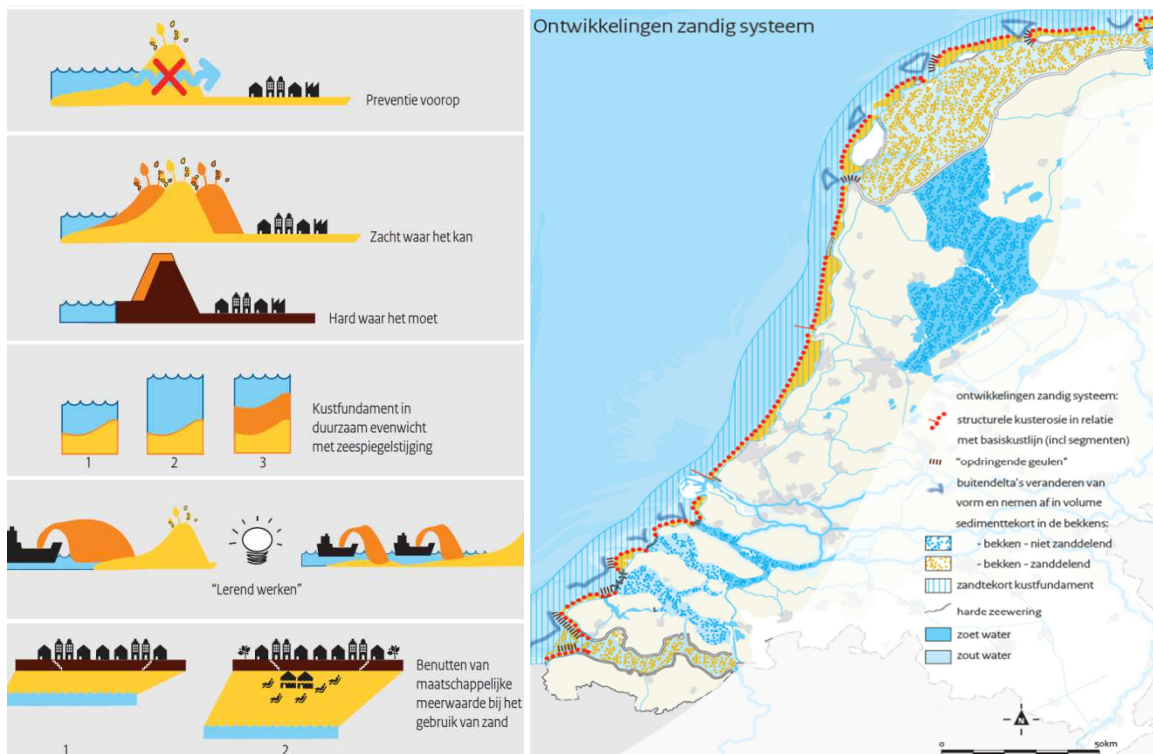 Preventie voorop
Zacht waar het kan
Hard waar het moet
Kustfundament in
duurzaam evenwicht
met zeespiegelstijging
1
2
3
"Lerend werken"
Benutten van
maatschappelijke
meerwaarde bij het
gebruik van zand
1
2
Ontwikkelingen zandig systeem
ontwikkelingen zandig systeem:
structurele kusterosie in relatie
met basiskustlijn (incl segmenten)
"opdringende geulen"
buitendelta's veranderen van
vorm en nemen af in volume
sedimenttekort in de bekkens:
- bekken - niet zanddelend
- bekken - zanddelend
zandtekort kustfundament
harde zeewering
zoet water
zout water
N
0
50km